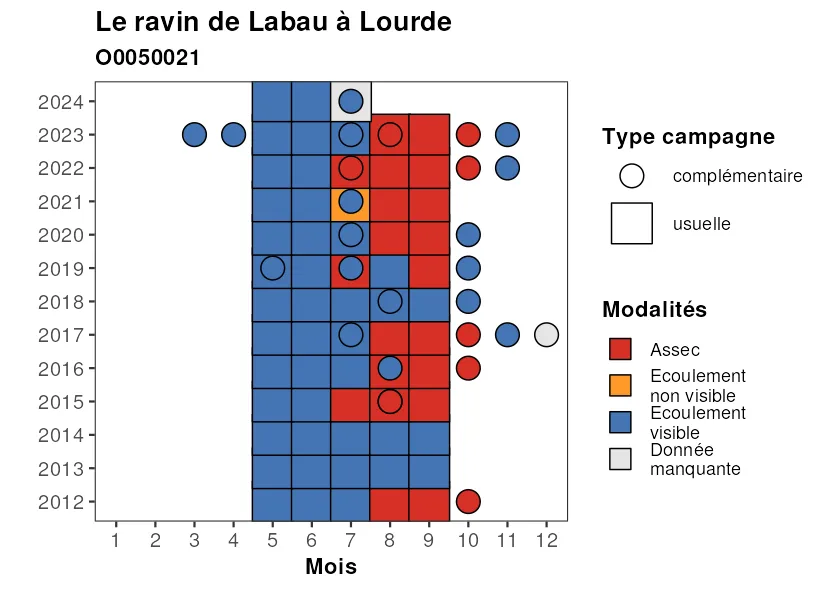 Le ravin de Labau à Lourde
O0050021
2024
2023
2022
2021
2020
2019
2018
2017
2016
2015
2014
2013
2012
1 2 3 4 5 6 7 8 9 10 11 12
Mois
Type campagne
complémentaire
usuelle
Modalités
Assec
Ecoulement
non visible
Ecoulement
visible
Donnée
manquante